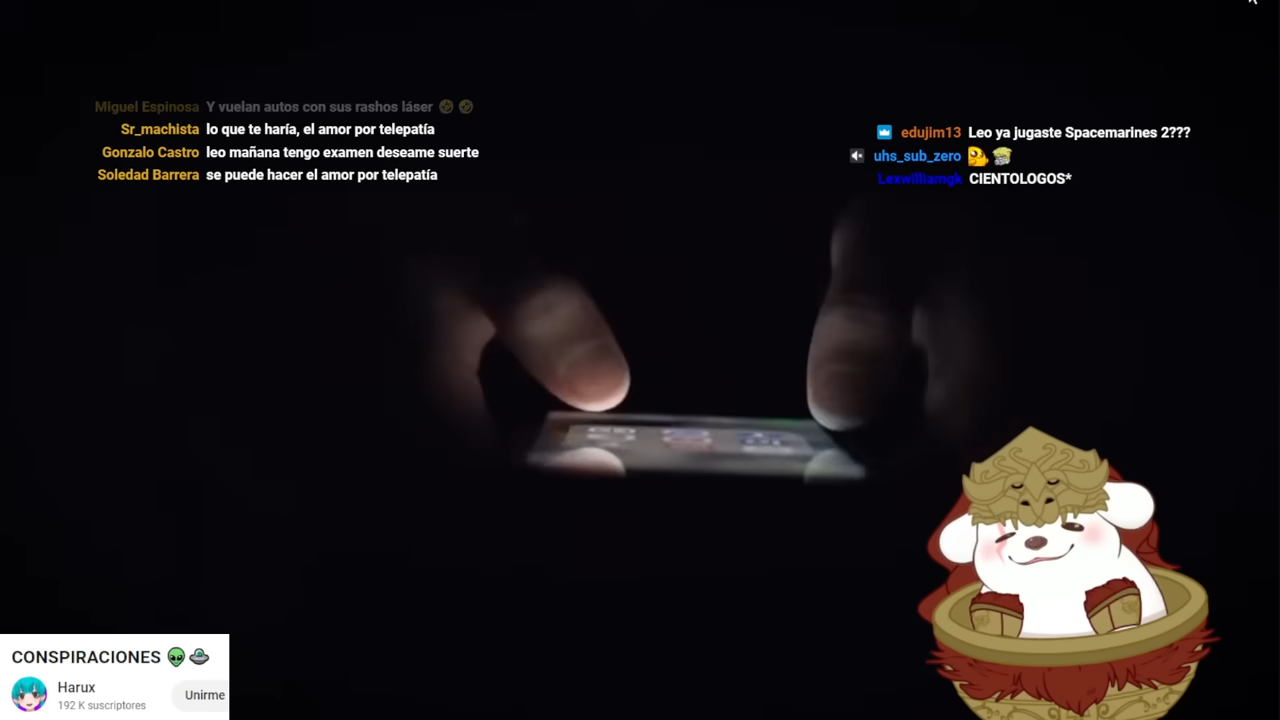 Miguel Espinosa Y vuelan autos con sus rashos láser
Sr_machista lo que te haría, el amor por telepatía
Gonzalo Castro leo mañana tengo examen deseame suerte
Soledad Barrera se puede hacer el amor por telepatía
edujim13 Leo ya jugaste Spacemarines 2???
uhs_sub_zero
Lexwilliamgk CIENTOLOGOS*
CONSPIRACIONES 👽🛸
Harux
192 K suscriptores
Unirme